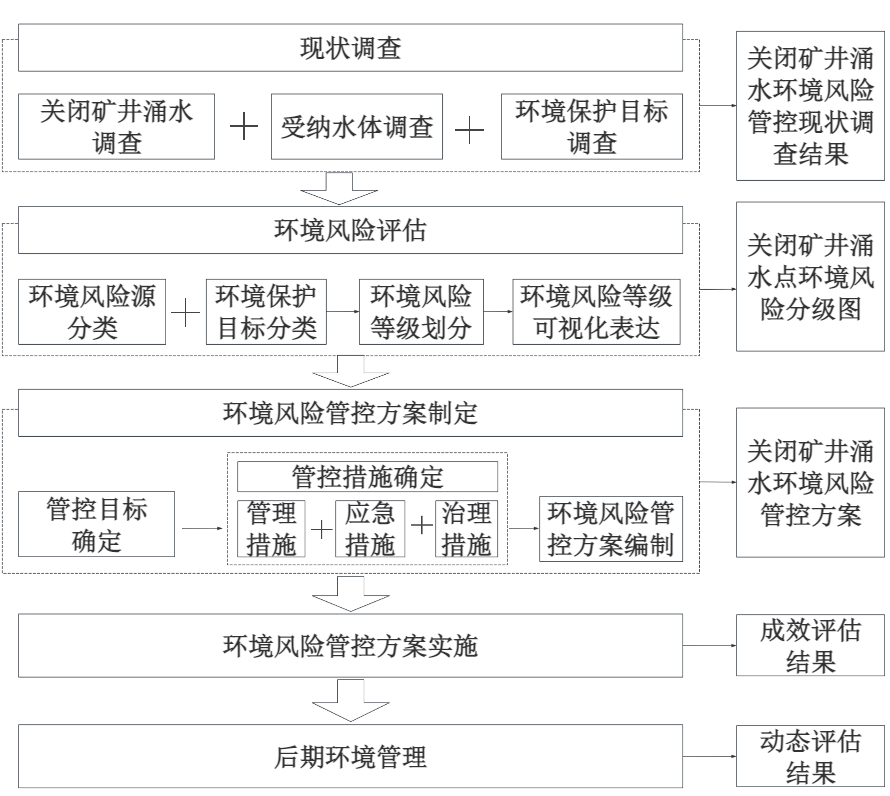 现状调查
关闭矿井涌水
调查
受纳水体调查
环境保护目标
调查
关闭矿井涌
水环境风险
管控现状调
查结果
环境风险评估
环境风险源
分类
环境保护
目标分类
环境风险
等级划分
环境风险等级
可视化表达
关闭矿井涌
水点环境风
险分级图
环境风险管控方案制定
管控目标
确定
管控措施确定
管理
措施
应急
措施
治理
措施
环境风险管
控方案编制
关闭矿井涌
水环境风险
管控方案
环境风险管控方案实施
成效评估
结果
后期环境管理
动态评估
结果